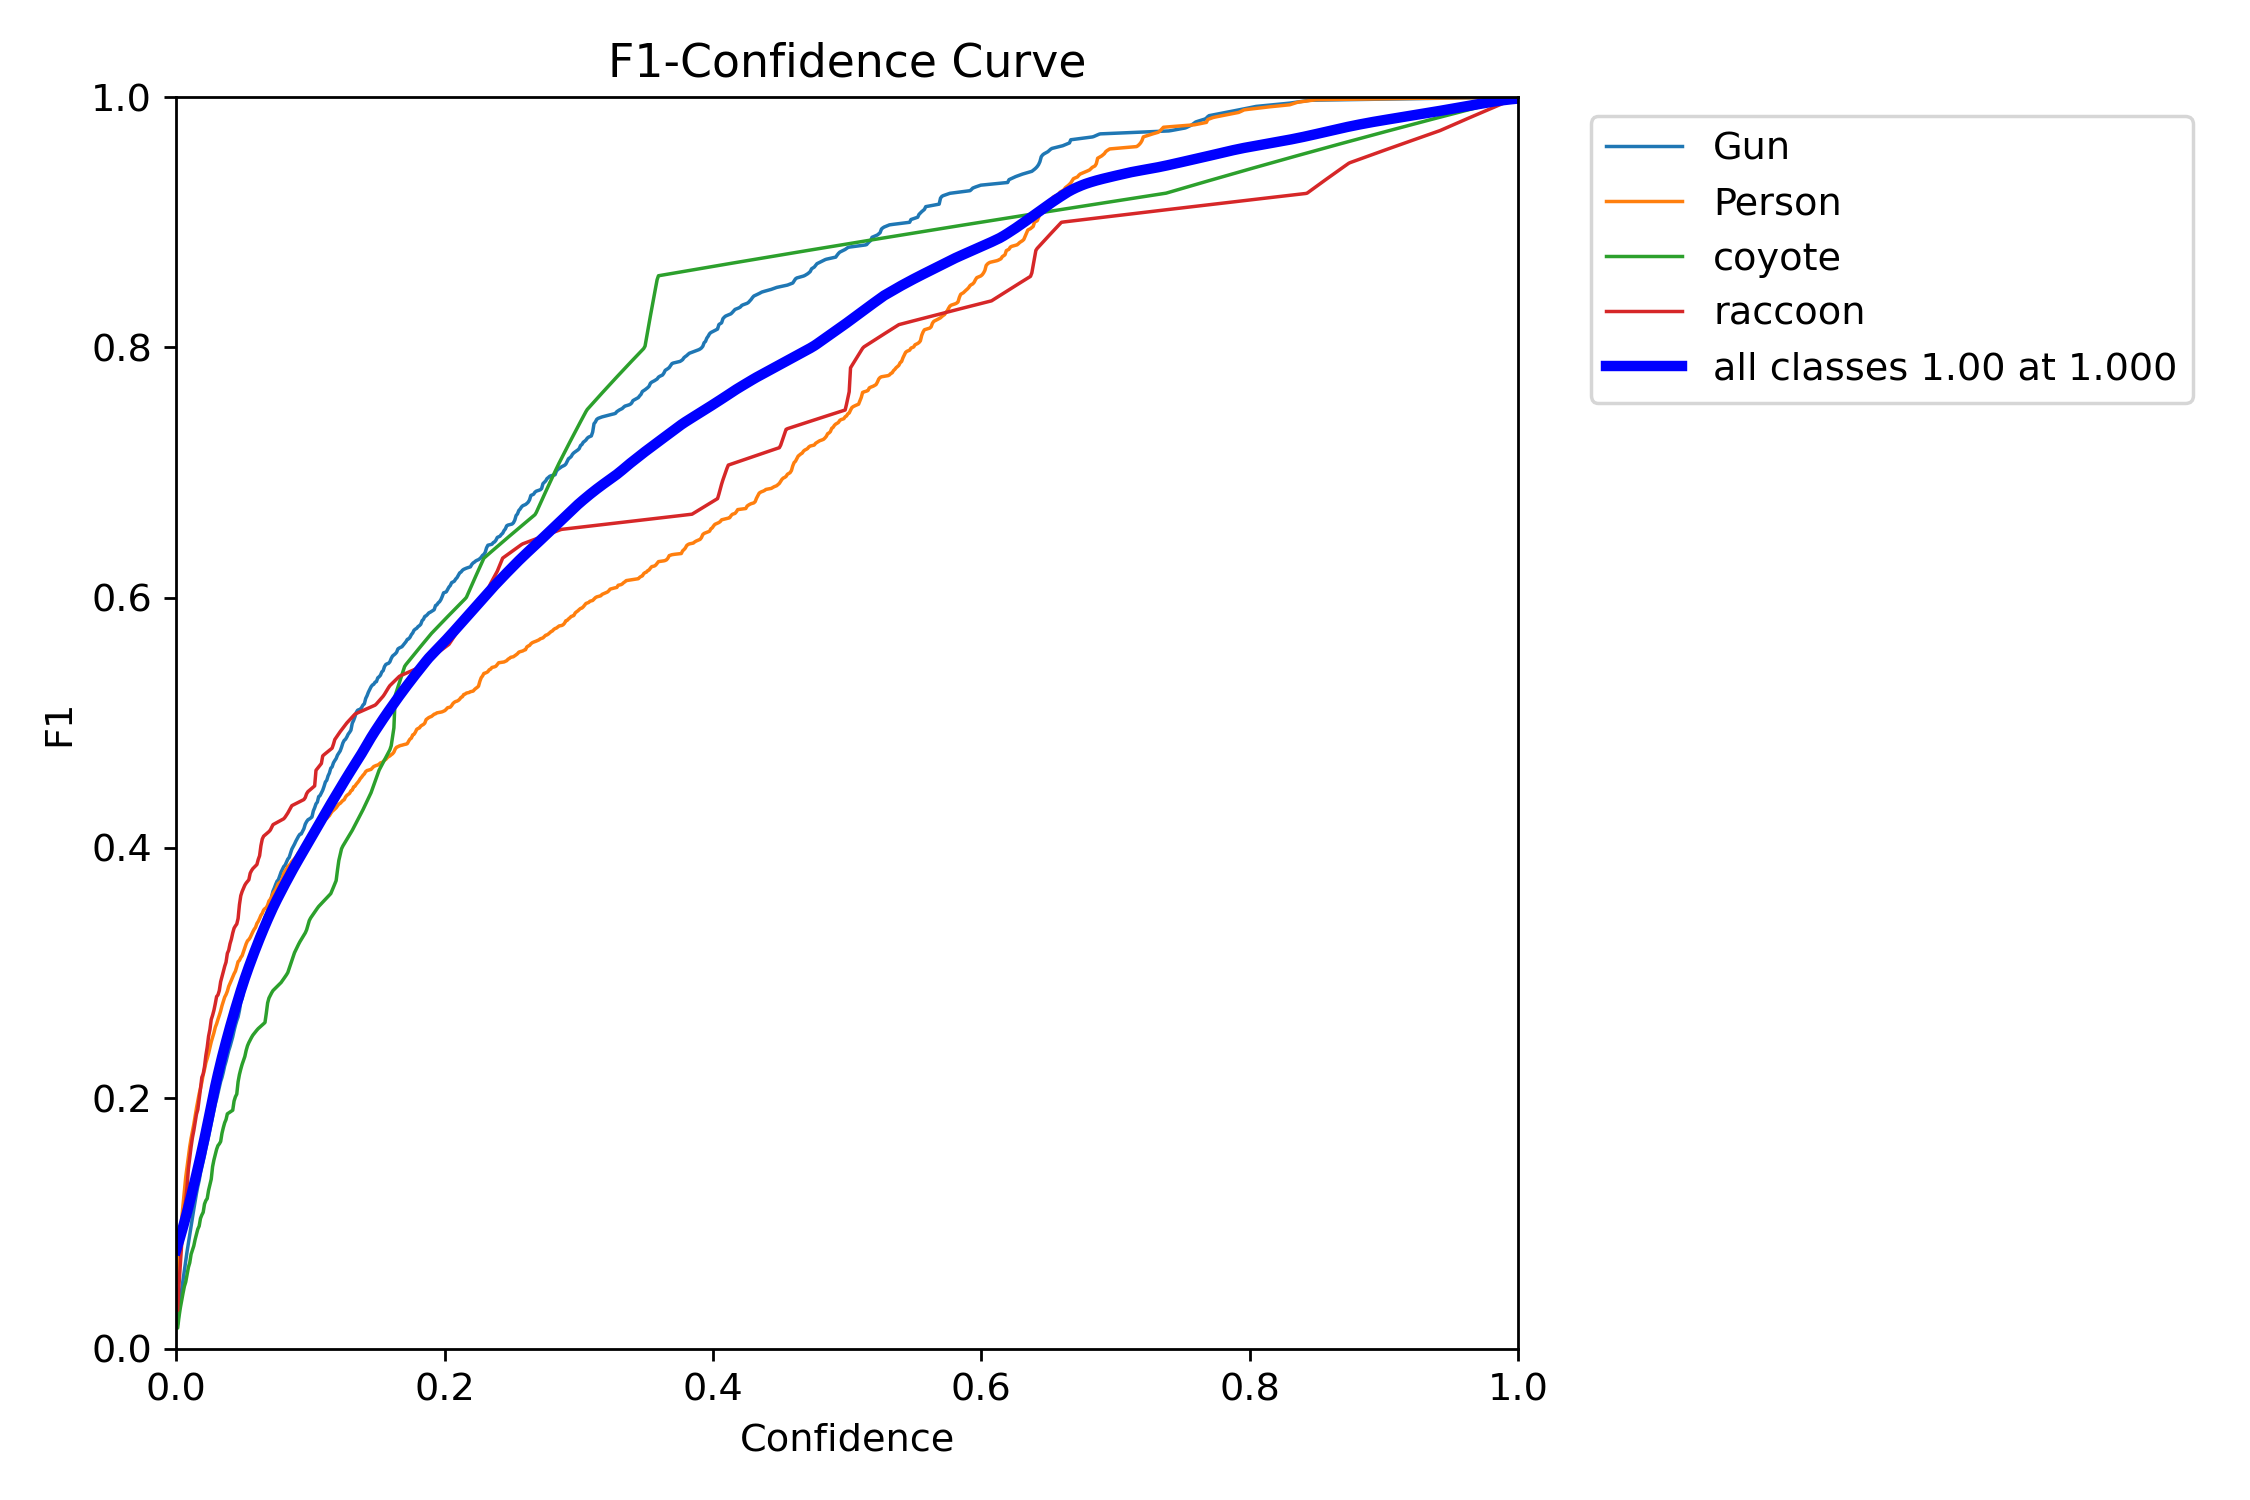 F1-Confidence Curve
1.0
0.8
0.6
0.4
0.2
0.0
F1
0.0 0.2 0.4 0.6 0.8 1.0
Confidence
Gun
Person
coyote
raccoon
all classes 1.00 at 1.000